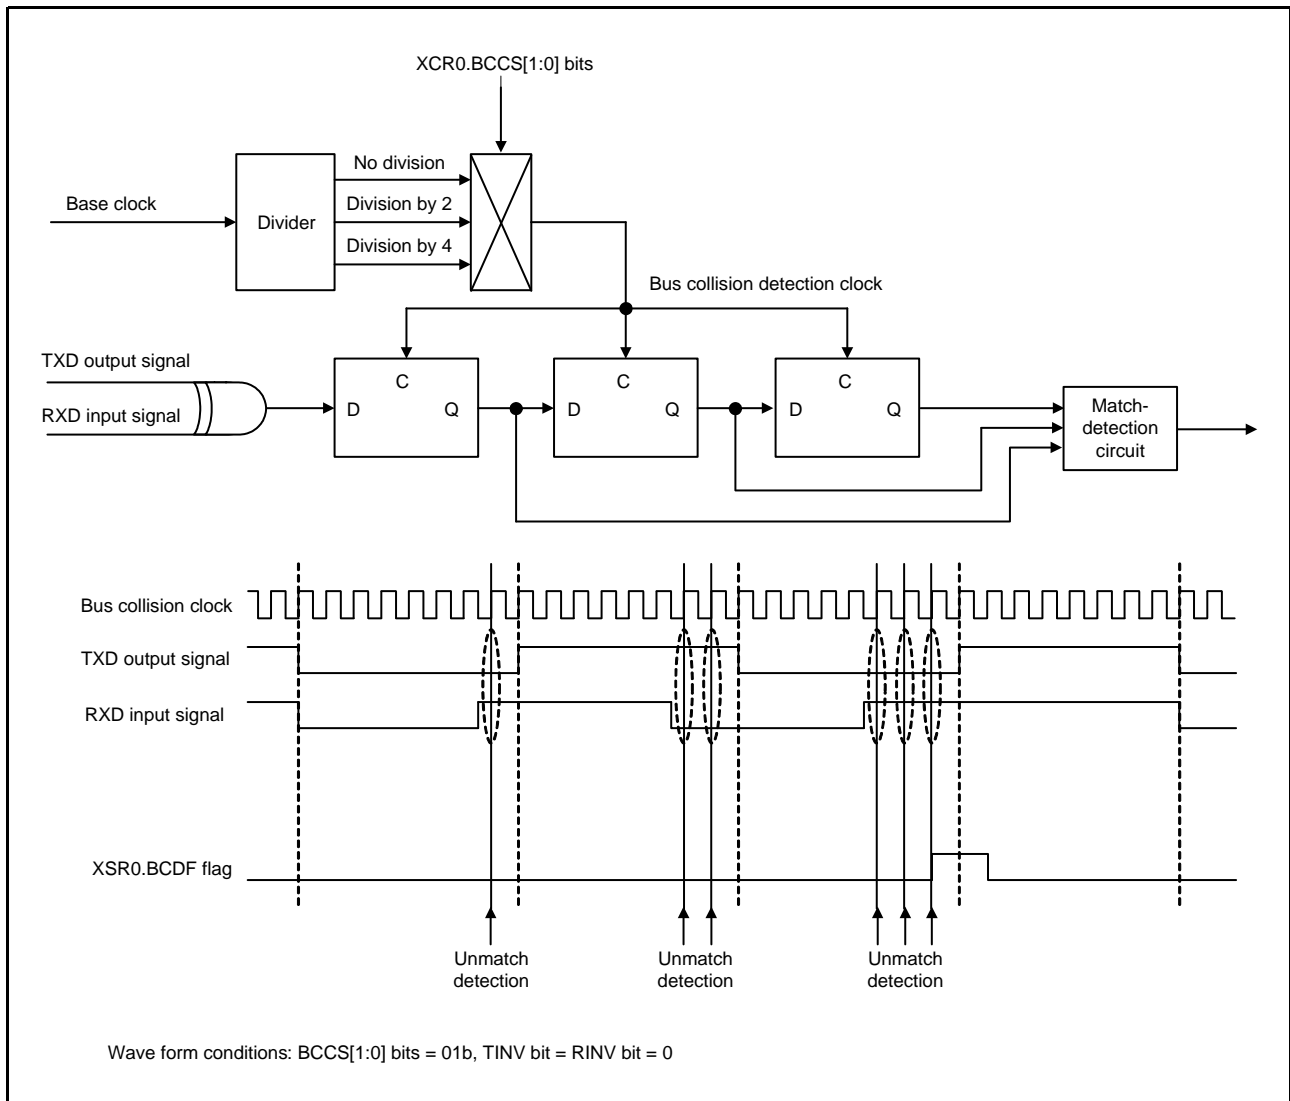 XCR0.BCCS[1:0] bits
No division
Base clock
Divider
Division by 2
Division by 4
Bus collision detection clock
TXD output signal
RXD input signal
C
D
Q
C
D
Q
C
D
Q
Match-
detection
circuit
Bus collision clock
TXD output signal
RXD input signal
XSR0.BCDF flag
Unmatch
detection
Unmatch
detection
Unmatch
detection
Wave form conditions: BCCS[1:0] bits = 01b, TINV bit = RINV bit = 0